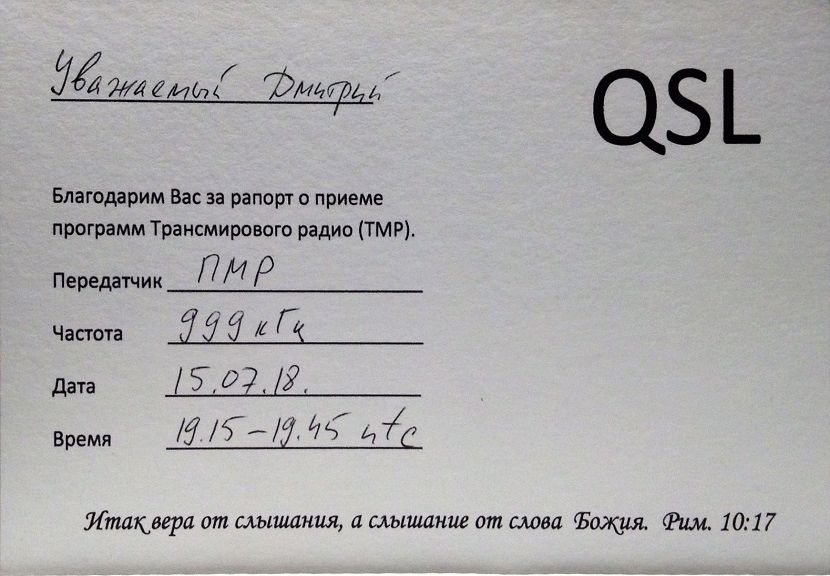 Уважаемый Дмитрий
QSL
Благодарим Вас за рапорт о приеме
программ Трансмирового радио (ТМР).
Передатчик ПМР
Частота 999 кГц
Дата 15.07.18.
Время 19.15 – 19.45 utc
Итак вера от слышания, а слышание от слова Божия. Рим. 10:17